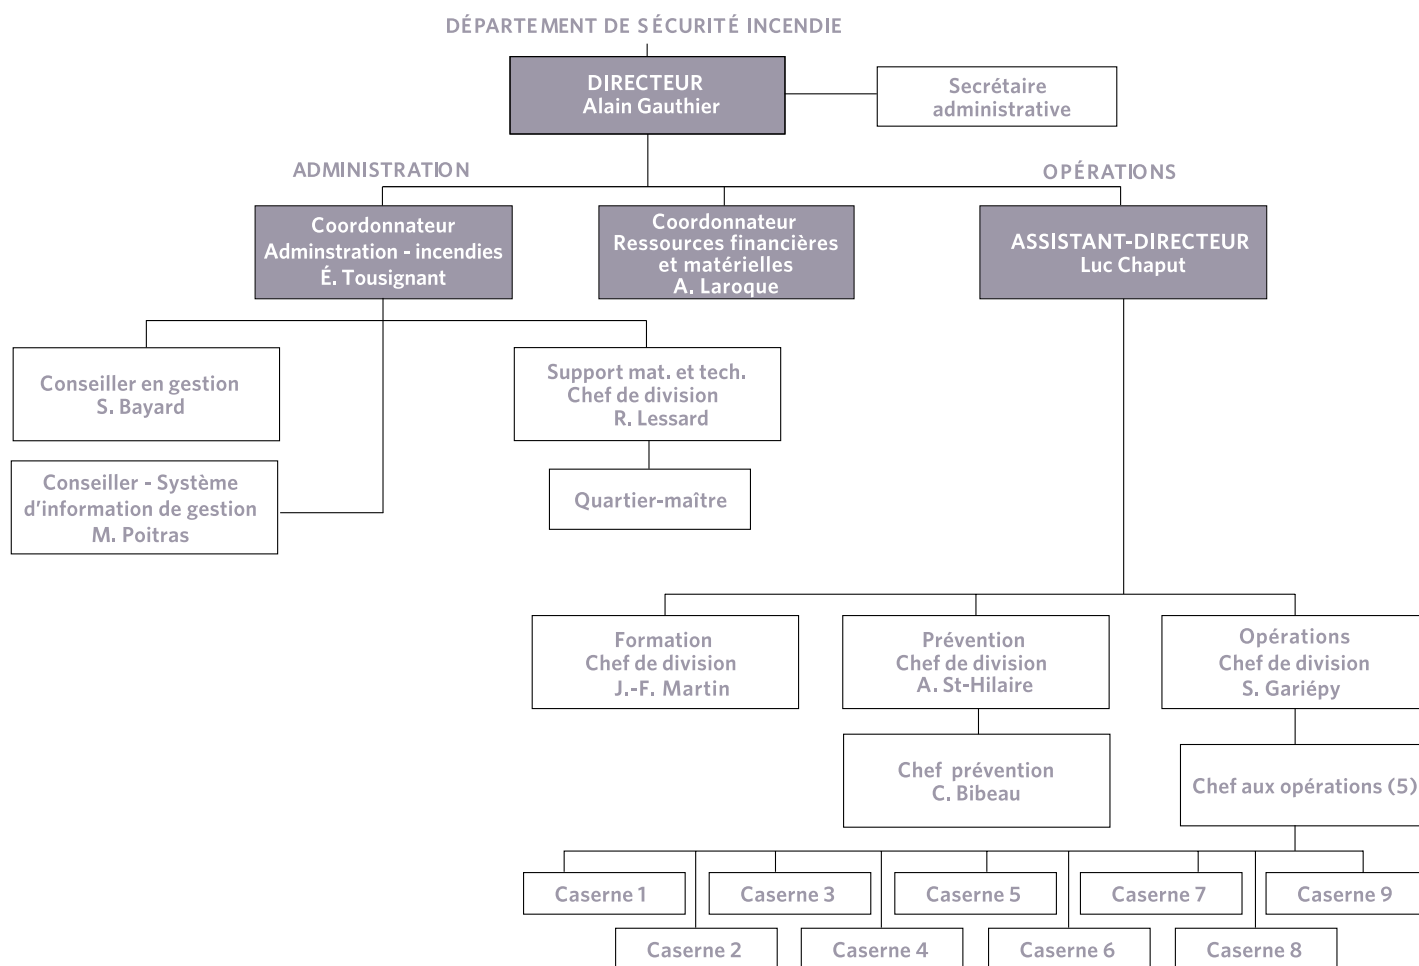 DÉPARTEMENT DE SÉCURITÉ INCENDIE
DIRECTEUR
Alain Gauthier
Secrétaire
administrative
ADMINISTRATION
OPÉRATIONS
Coordonnateur
Adminstration - incendies
É. Tousignant
Coordonnateur
Ressources financières
et matérielles
A. Laroque
ASSISTANT-DIRECTEUR
Luc Chaput
Conseiller en gestion
S. Bayard
Support mat. et tech.
Chef de division
R. Lessard
Conseiller - Système
d'information de gestion
M. Poitras
Quartier-maître
Formation
Chef de division
J.-F. Martin
Prévention
Chef de division
A. St-Hilaire
Opérations
Chef de division
S. Gariépy
Chef prévention
C. Bibeau
Chef aux opérations (5)
Caserne 1
Caserne 3
Caserne 5
Caserne 7
Caserne 9
Caserne 2
Caserne 4
Caserne 6
Caserne 8